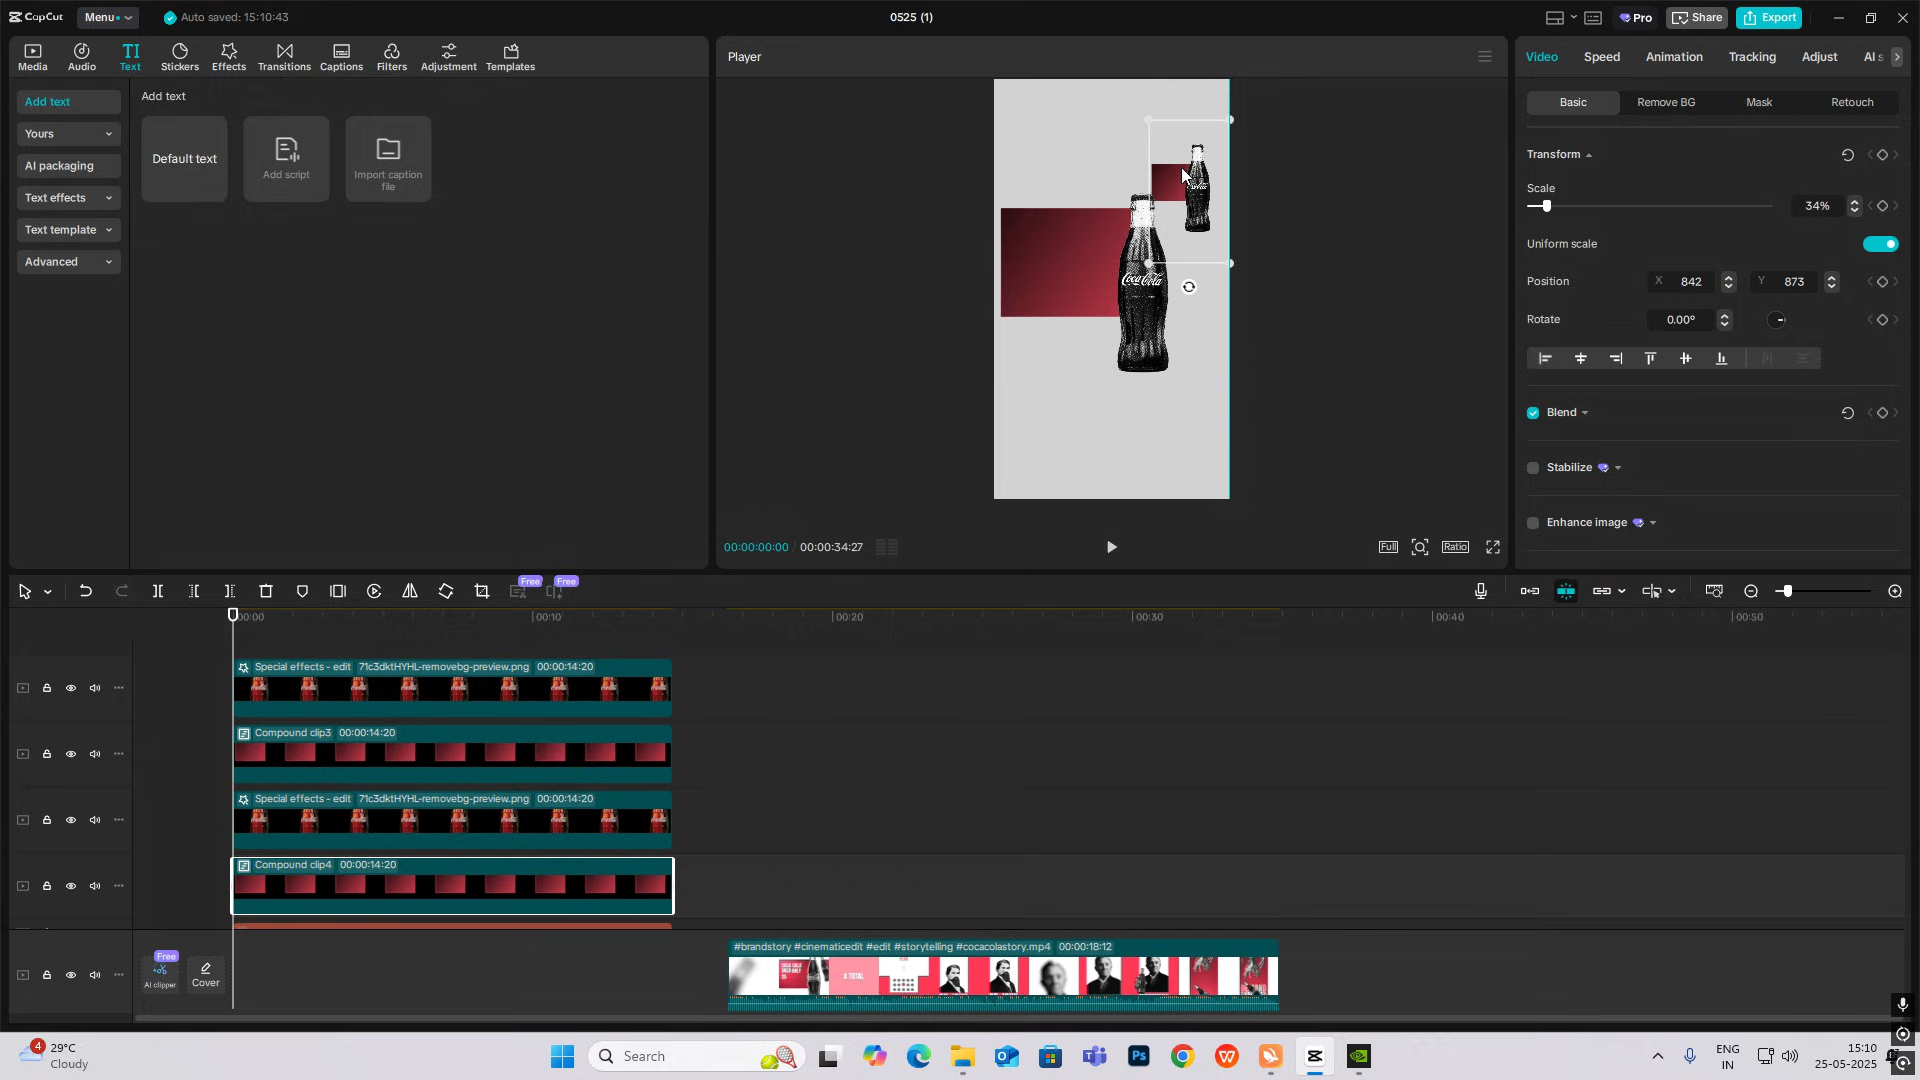 CapCut Menu Auto saved: 15:10:43 0525 (1) Pro Share Export
Media Audio Text Stickers Effects Transitions Captions Filters Adjustment Templates
Add text
Yours
AI packaging
Text effects
Text template
Advanced
Add text
Default text
Add script
Import caption file
Player
Coca-Cola
00:00:00:00 / 00:00:34:27
Full Ratio
Video Speed Animation Tracking Adjust AI s
Basic Remove BG Mask Retouch
Transform
Scale
34%
Uniform scale
Position X 842 Y 873
Rotate 0.00°
Blend
Stabilize
Enhance image
Free Free
00:00 00:10 00:20 00:30 00:40 00:50
Special effects - edit 71c3dktHYHL-removebg-preview.png 00:00:14:20
Compound clip3 00:00:14:20
Special effects - edit 71c3dktHYHL-removebg-preview.png 00:00:14:20
Compound clip4 00:00:14:20
Free
AI clipper
Cover
#brandstory #cinematicedit #edit #storytelling #cocacolastory.mp4 00:00:18:12
A TOTAL
4
29°C
Cloudy
Search
Ps
ENG
IN
15:10
25-05-2025